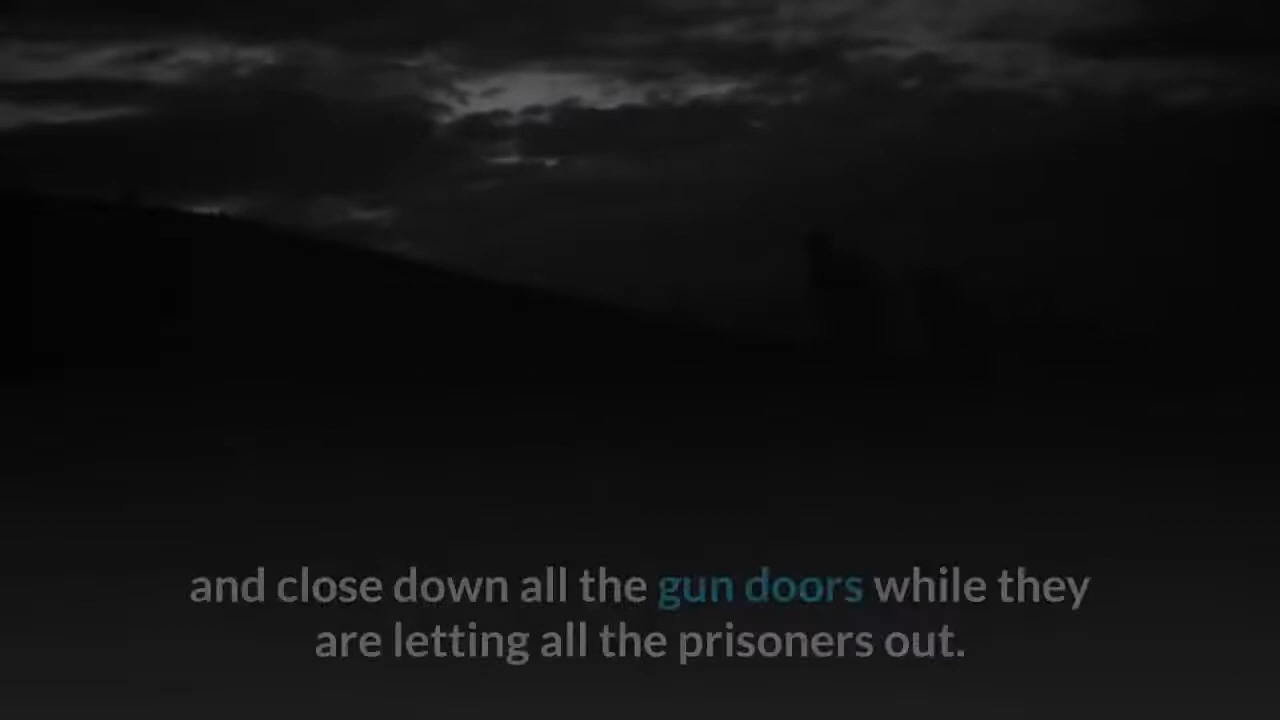 and close down all the gun doors while they
are letting all the prisoners out.